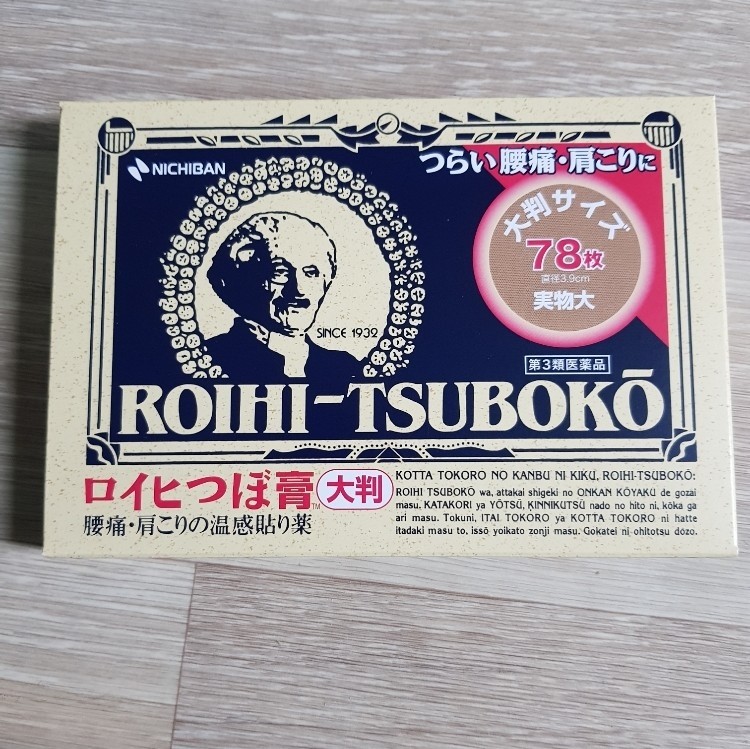 NICHIBAN
つらい腰痛・肩こりに
大判サイズ
78枚
直径3.9cm
実物大
SINCE 1932
第3類医薬品
ROIHI-TSUBOKŌ
ロイヒつぼ膏™
大判
腰痛・肩こりの温感貼り薬
KOTTA TOKORO NO KANBU NI KIKU, ROIHI-TSUBOKŌ:
ROIHI TSUBOKŌ wa, attakai shigeki no ONKAN KŌYAKU de gozai
masu, KATAKORI ya YŌTSŪ, KINNIKUTSŪ nado no hito ni, kōka ga
ari masu. Tokuni, ITAI TOKORO ya KOTTA TOKORO ni hatte
itadaki masu to, issō yoikato zonji masu. Gokatei ni ohitotsu dōzo.